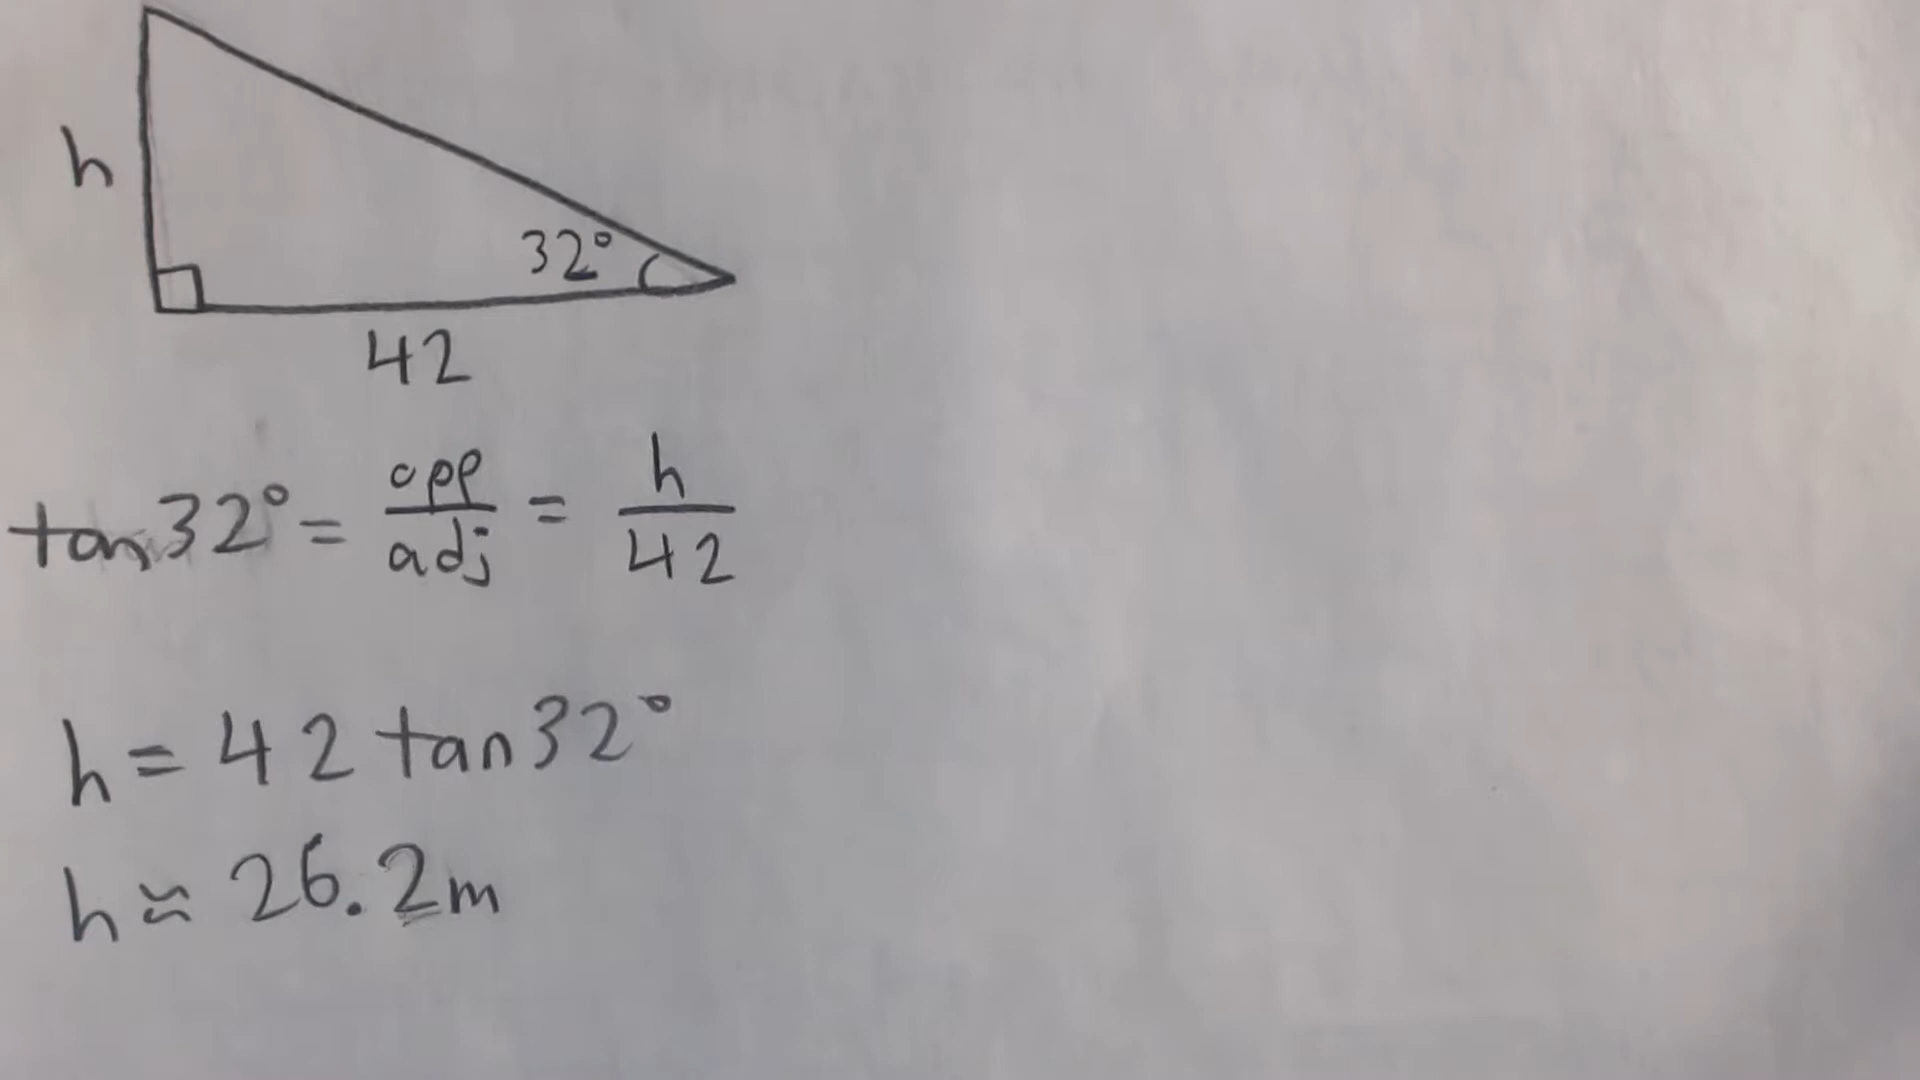 h
32°
42
tan 32° = opp/adj = h/42
h = 42 tan 32°
h ≈ 26.2m